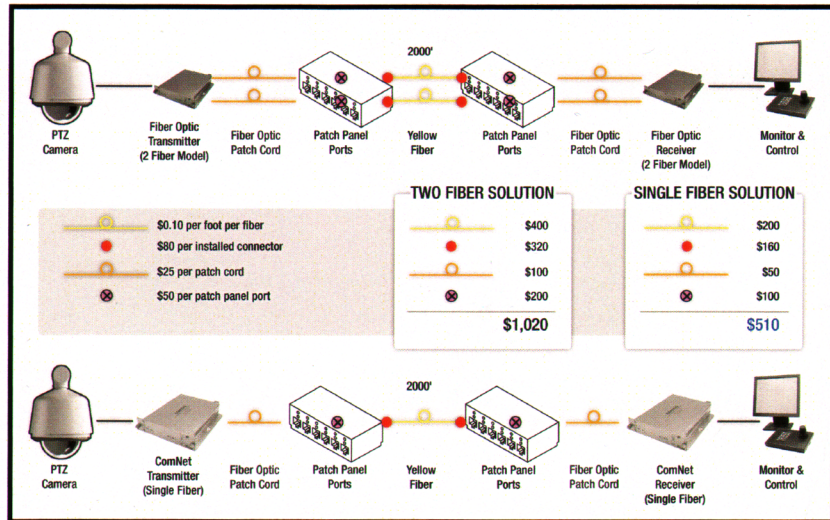 2000'
PTZ
Camera
Fiber Optic
Transmitter
(2 Fiber Model)
Fiber Optic
Patch Cord
Patch Panel
Ports
Yellow
Fiber
Patch Panel
Ports
Fiber Optic
Patch Cord
Fiber Optic
Receiver
(2 Fiber Model)
Monitor &
Control
$0.10 per foot per fiber
$80 per installed connector
$25 per patch cord
$50 per patch panel port
TWO FIBER SOLUTION
$400
$320
$100
$200
$1,020
SINGLE FIBER SOLUTION
$200
$160
$50
$100
$510
2000'
PTZ
Camera
ComNet
Transmitter
(Single Fiber)
Fiber Optic
Patch Cord
Patch Panel
Ports
Yellow
Fiber
Patch Panel
Ports
Fiber Optic
Patch Cord
ComNet
Receiver
(Single Fiber)
Monitor &
Control